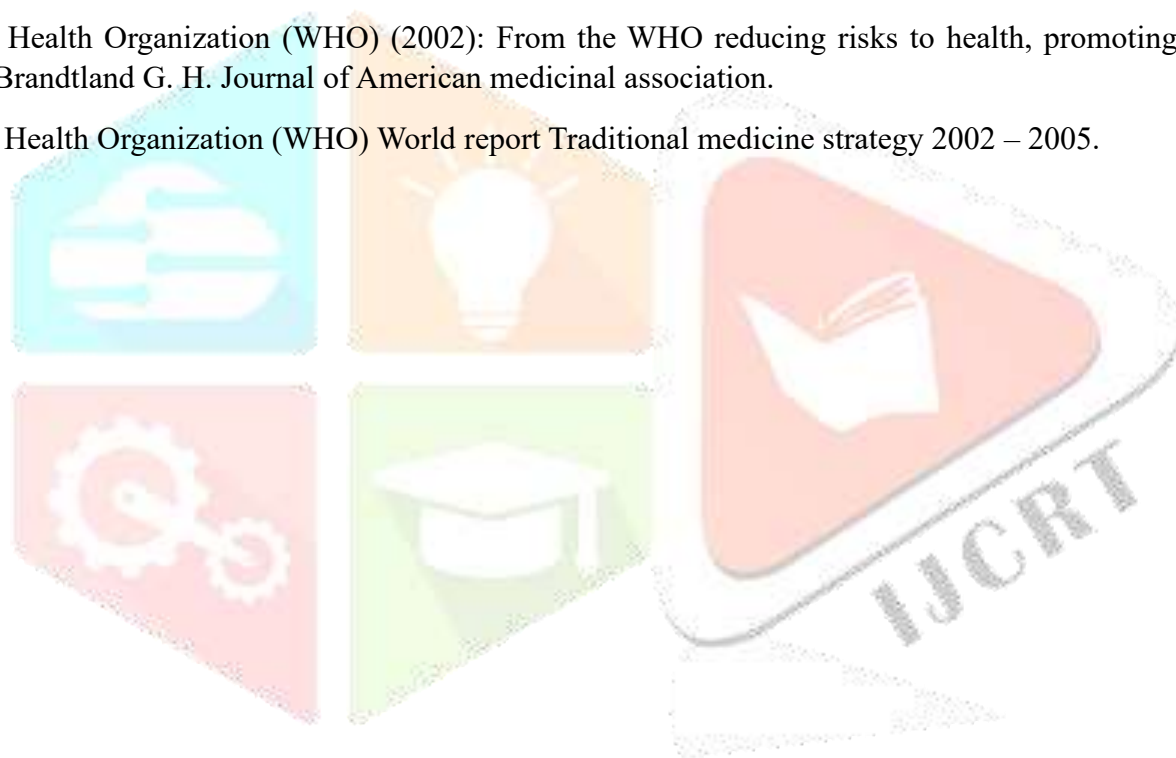 Health Organization (WHO) (2002): From the WHO reducing risks to health, promoting
Brandtland G. H. Journal of American medicinal association.
Health Organization (WHO) World report Traditional medicine strategy 2002 – 2005.
IJCRT